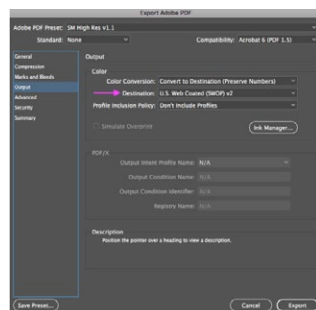 Export Adobe PDF
Adobe PDF Preset: SM High Res v1.1
Standard: None
Compatibility: Acrobat 6 (PDF 1.5)
General
Compression
Marks and Bleeds
Output
Advanced
Security
Summary
Output
Color
Color Conversion: Convert to Destination (Preserve Numbers)
Destination: U.S. Web Coated (SWOP) v2
Profile Inclusion Policy: Don't Include Profiles
Simulate Overprint
Ink Manager...
PDF/X
Output Intent Profile Name: N/A
Output Condition Name: N/A
Output Condition Identifier: N/A
Registry Name: N/A
Description
Position the pointer over a heading to view a description.
Save Preset...
Cancel
Export